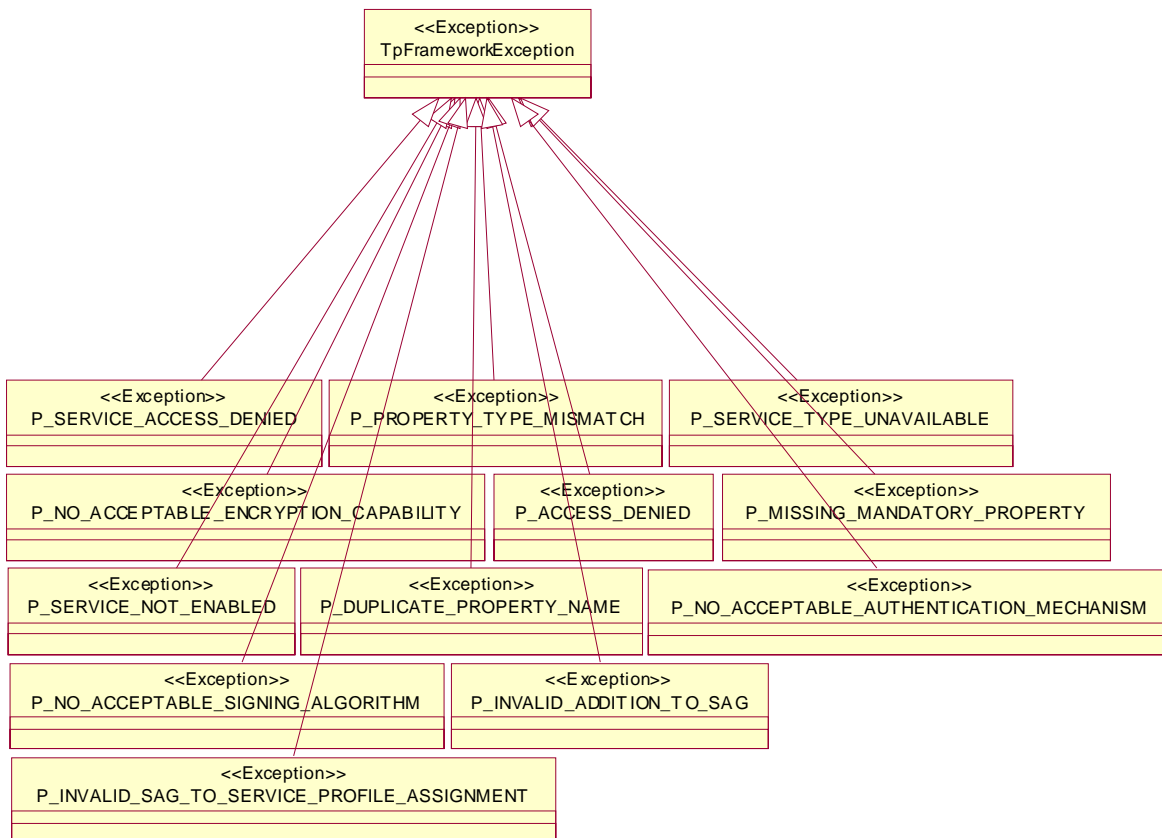 <<Exception>>
TpFrameworkException
<<Exception>>
P_SERVICE_ACCESS_DENIED
<<Exception>>
P_PROPERTY_TYPE_MISMATCH
<<Exception>>
P_SERVICE_TYPE_UNAVAILABLE
<<Exception>>
P_NO_ACCEPTABLE_ENCRYPTION_CAPABILITY
<<Exception>>
P_ACCESS_DENIED
<<Exception>>
P_MISSING_MANDATORY_PROPERTY
<<Exception>>
P_SERVICE_NOT_ENABLED
<<Exception>>
P_DUPLICATE_PROPERTY_NAME
<<Exception>>
P_NO_ACCEPTABLE_AUTHENTICATION_MECHANISM
<<Exception>>
P_NO_ACCEPTABLE_SIGNING_ALGORITHM
<<Exception>>
P_INVALID_ADDITION_TO_SAG
<<Exception>>
P_INVALID_SAG_TO_SERVICE_PROFILE_ASSIGNMENT